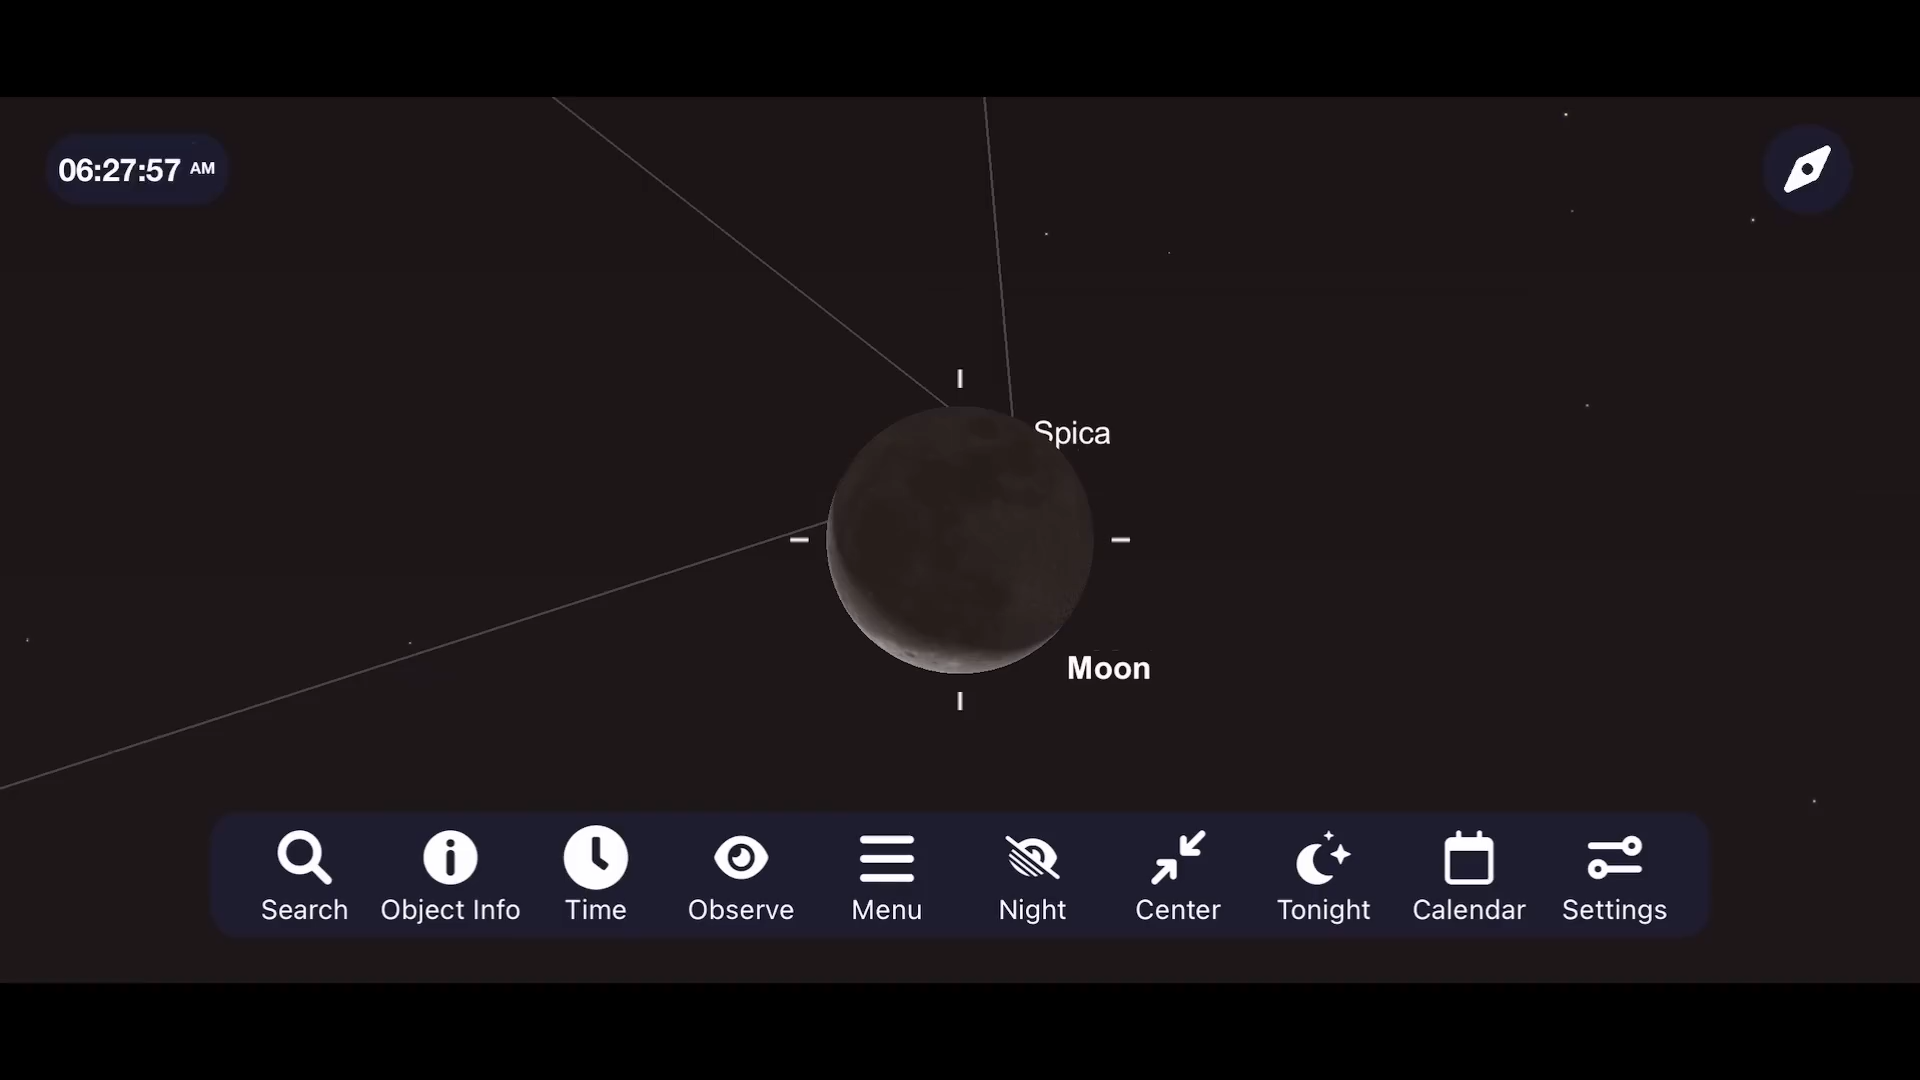 06:27:57 AM
Spica
Moon
Search Object Info Time Observe Menu Night Center Tonight Calendar Settings